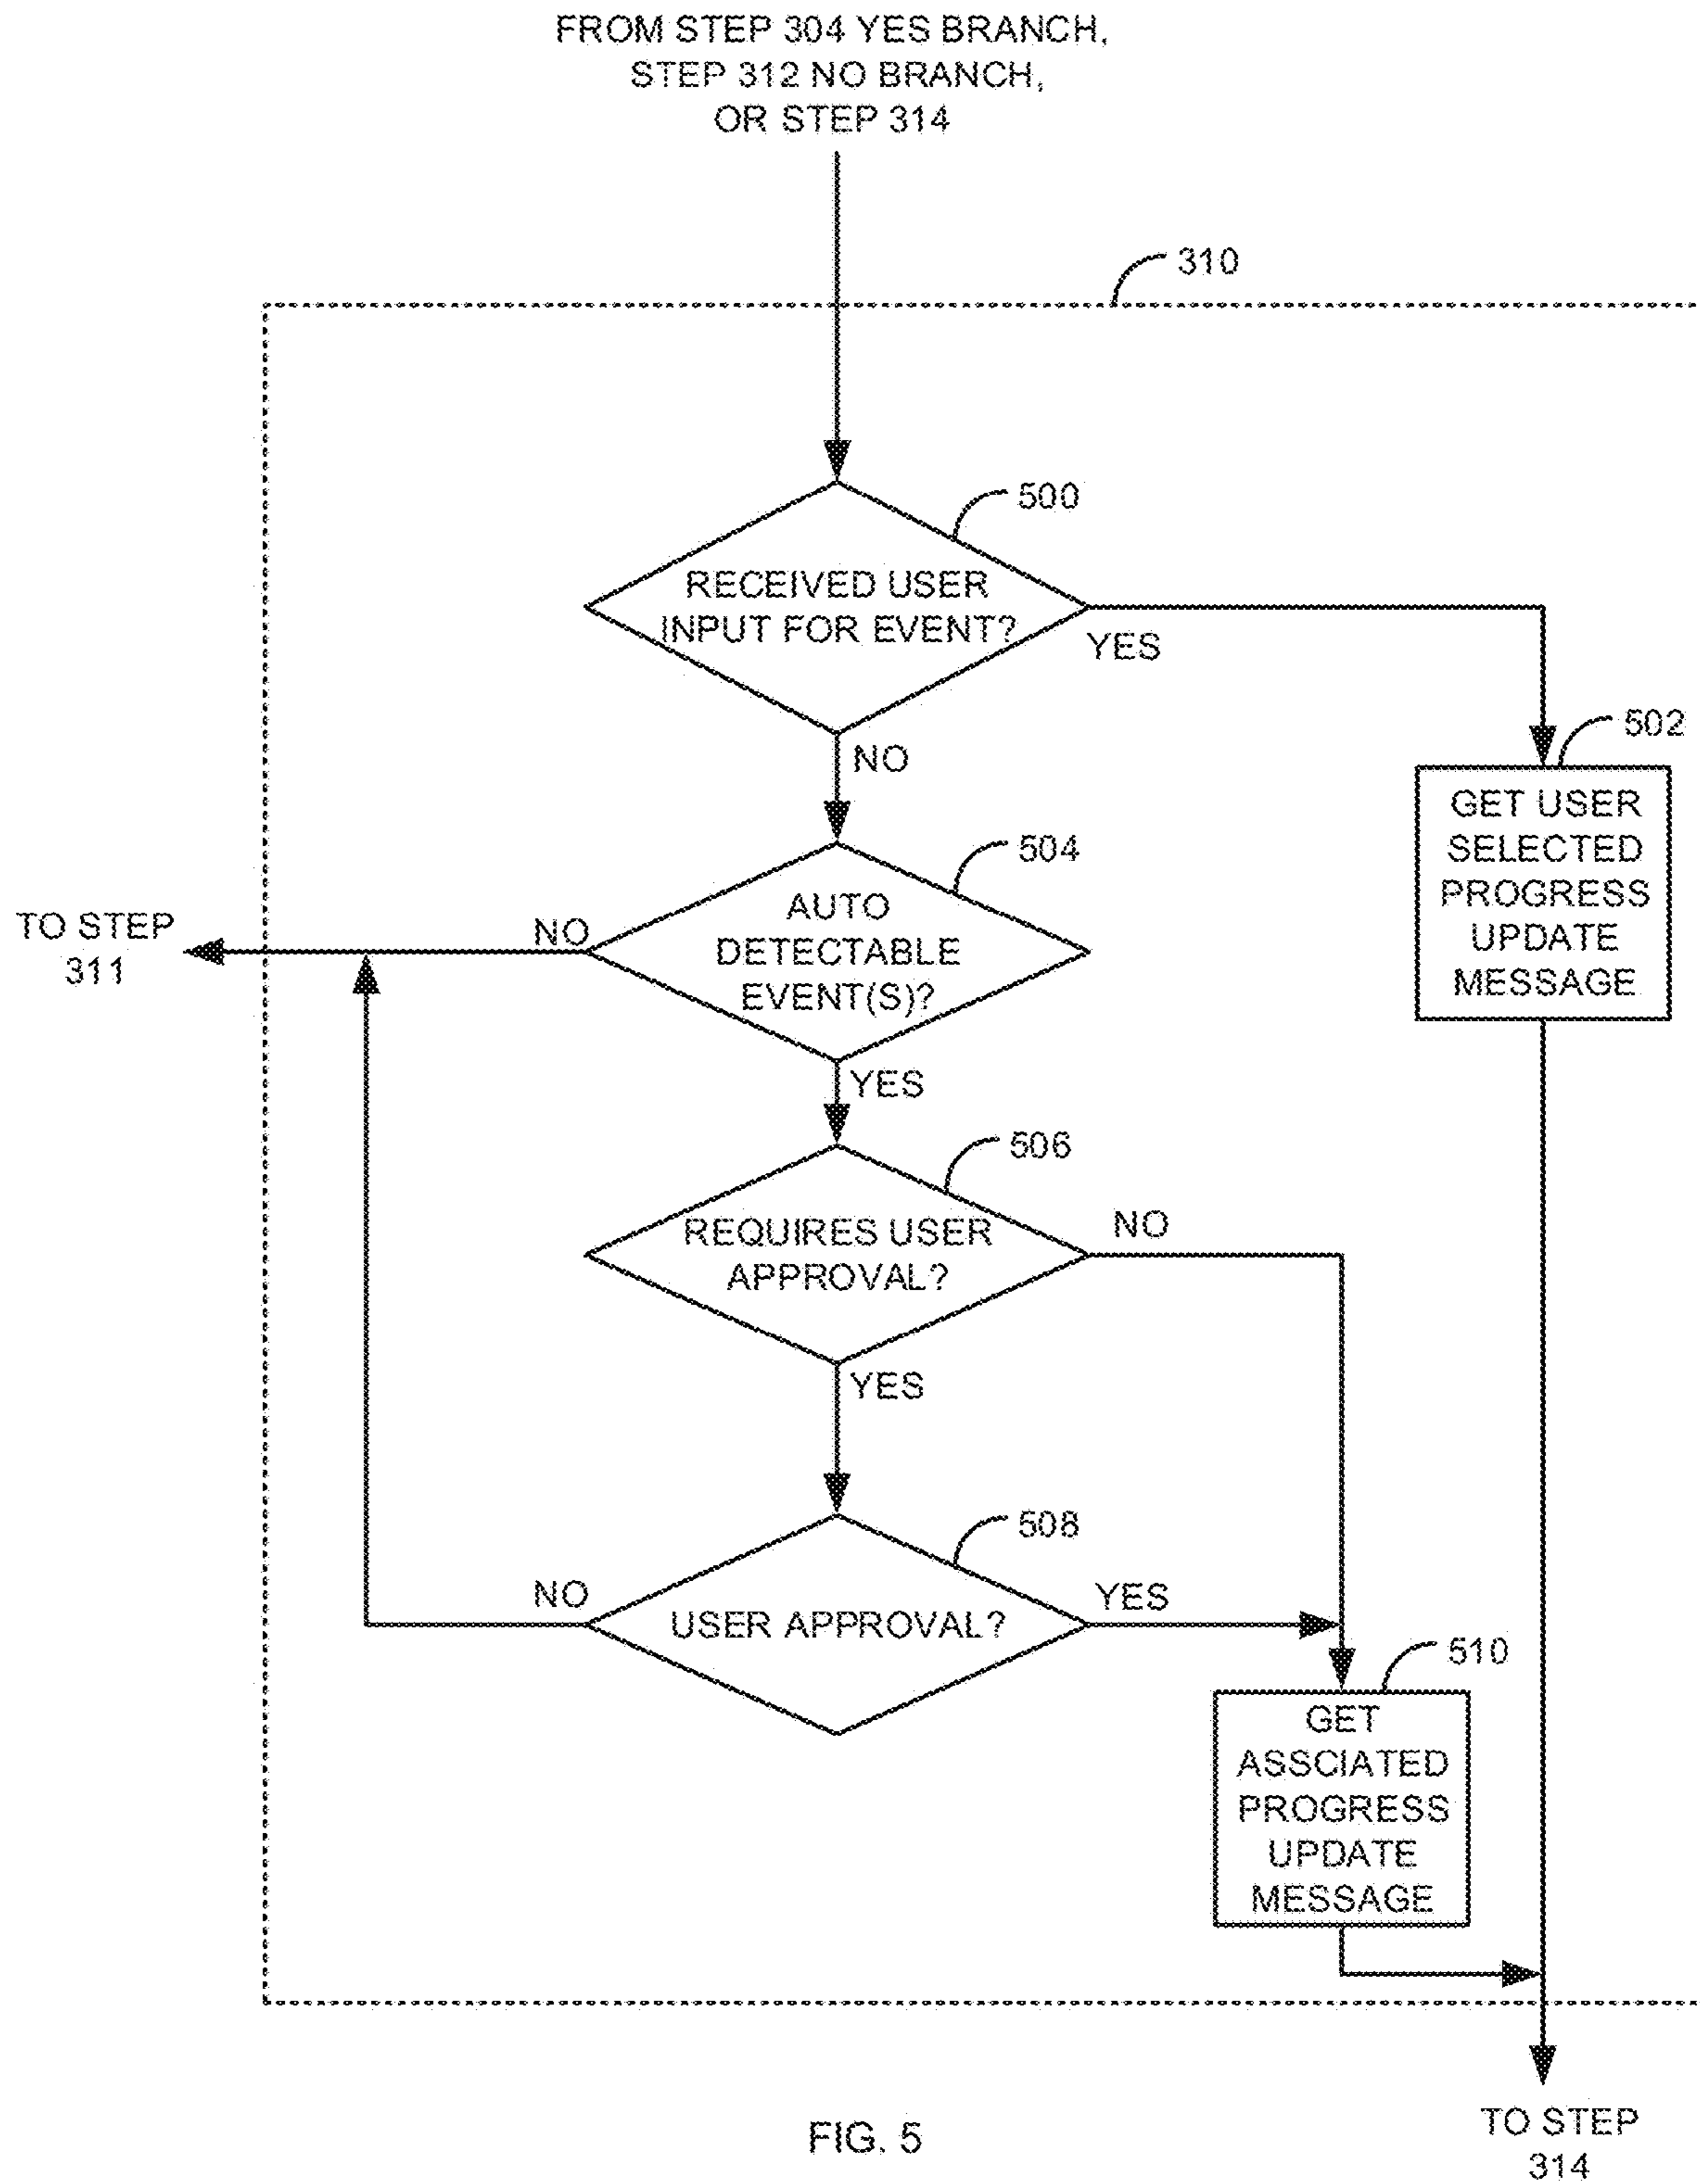 FROM STEP 304 YES BRANCH,
STEP 312 NO BRANCH,
OR STEP 314
310
500
RECEIVED USER
INPUT FOR EVENT?
YES
NO
502
GET USER
SELECTED
PROGRESS
UPDATE
MESSAGE
504
AUTO
DETECTABLE
EVENT(S)?
NO
TO STEP
311
YES
506
REQUIRES USER
APPROVAL?
NO
YES
508
USER APPROVAL?
NO
YES
510
GET
ASSCIATED
PROGRESS
UPDATE
MESSAGE
TO STEP
314
FIG. 5